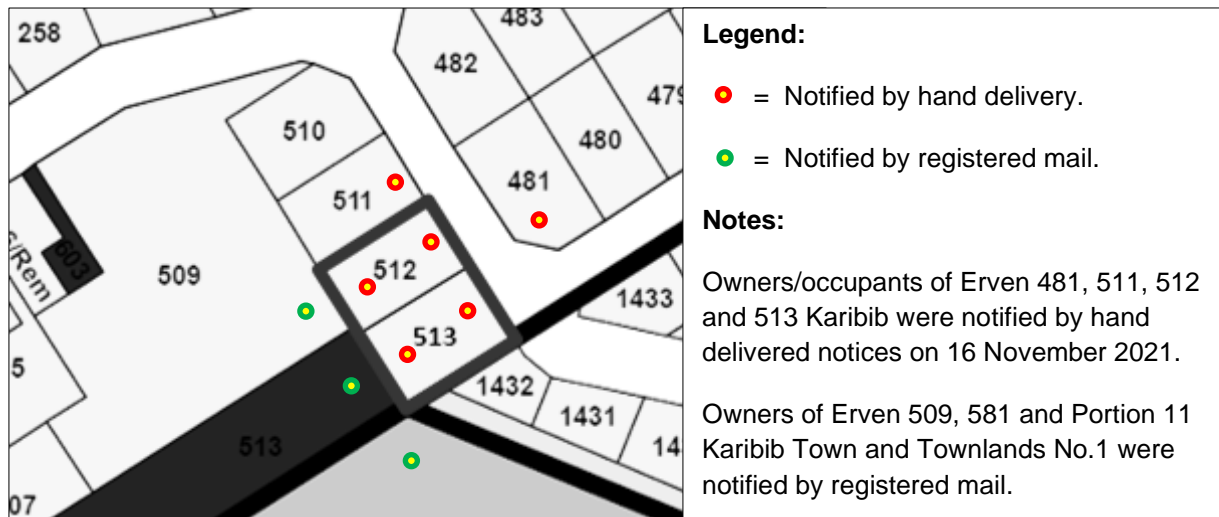 258
483
482
479
480
510
481
511
512
603
6/Rem
509
1433
513
5
1432
1431
14
513
07
Legend:
= Notified by hand delivery.
= Notified by registered mail.
Notes:
Owners/occupants of Erven 481, 511, 512
and 513 Karibib were notified by hand
delivered notices on 16 November 2021.
Owners of Erven 509, 581 and Portion 11
Karibib Town and Townlands No.1 were
notified by registered mail.